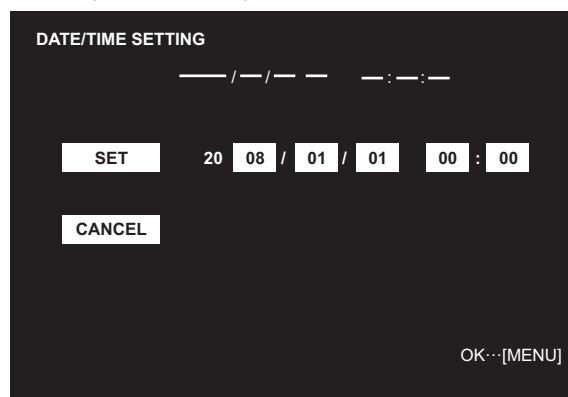 DATE/TIME SETTING
——/—/— — —:—:—
SET 20 08 / 01 / 01 00 : 00
CANCEL
OK···[MENU]